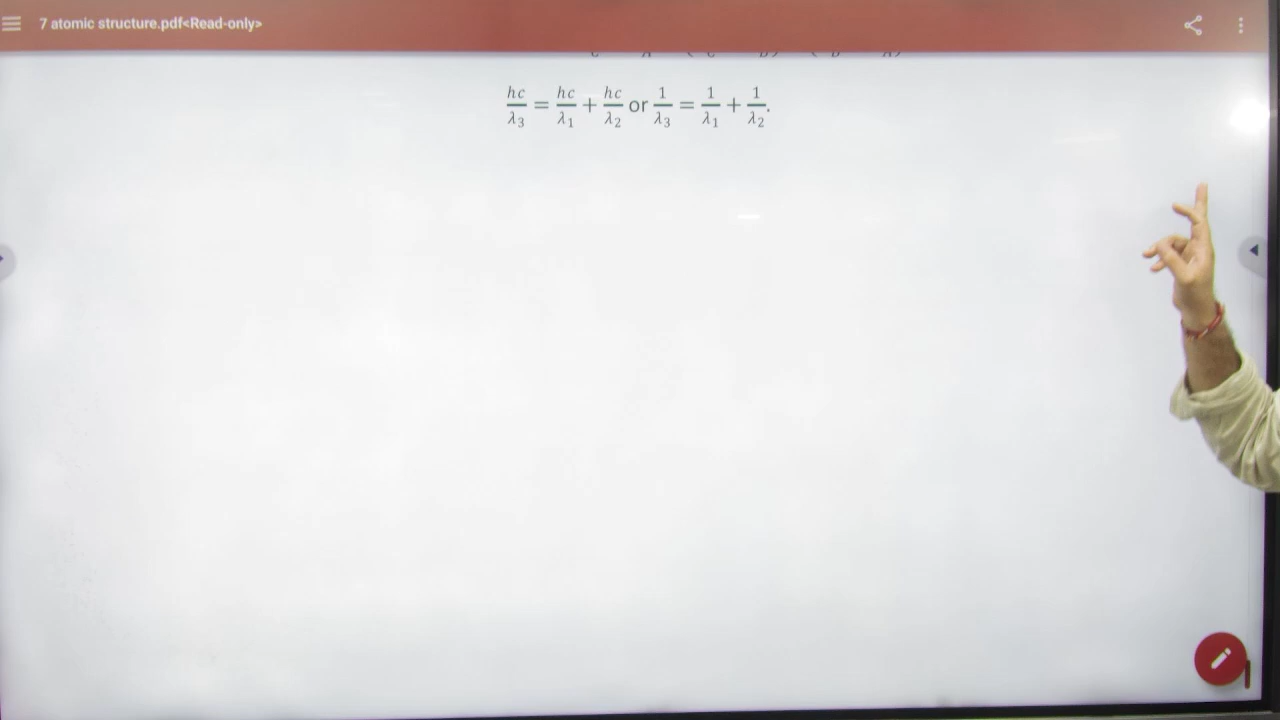 7 atomic structure.pdf<Read-only>
hc/λ₃ = hc/λ₁ + hc/λ₂ or 1/λ₃ = 1/λ₁ + 1/λ₂.